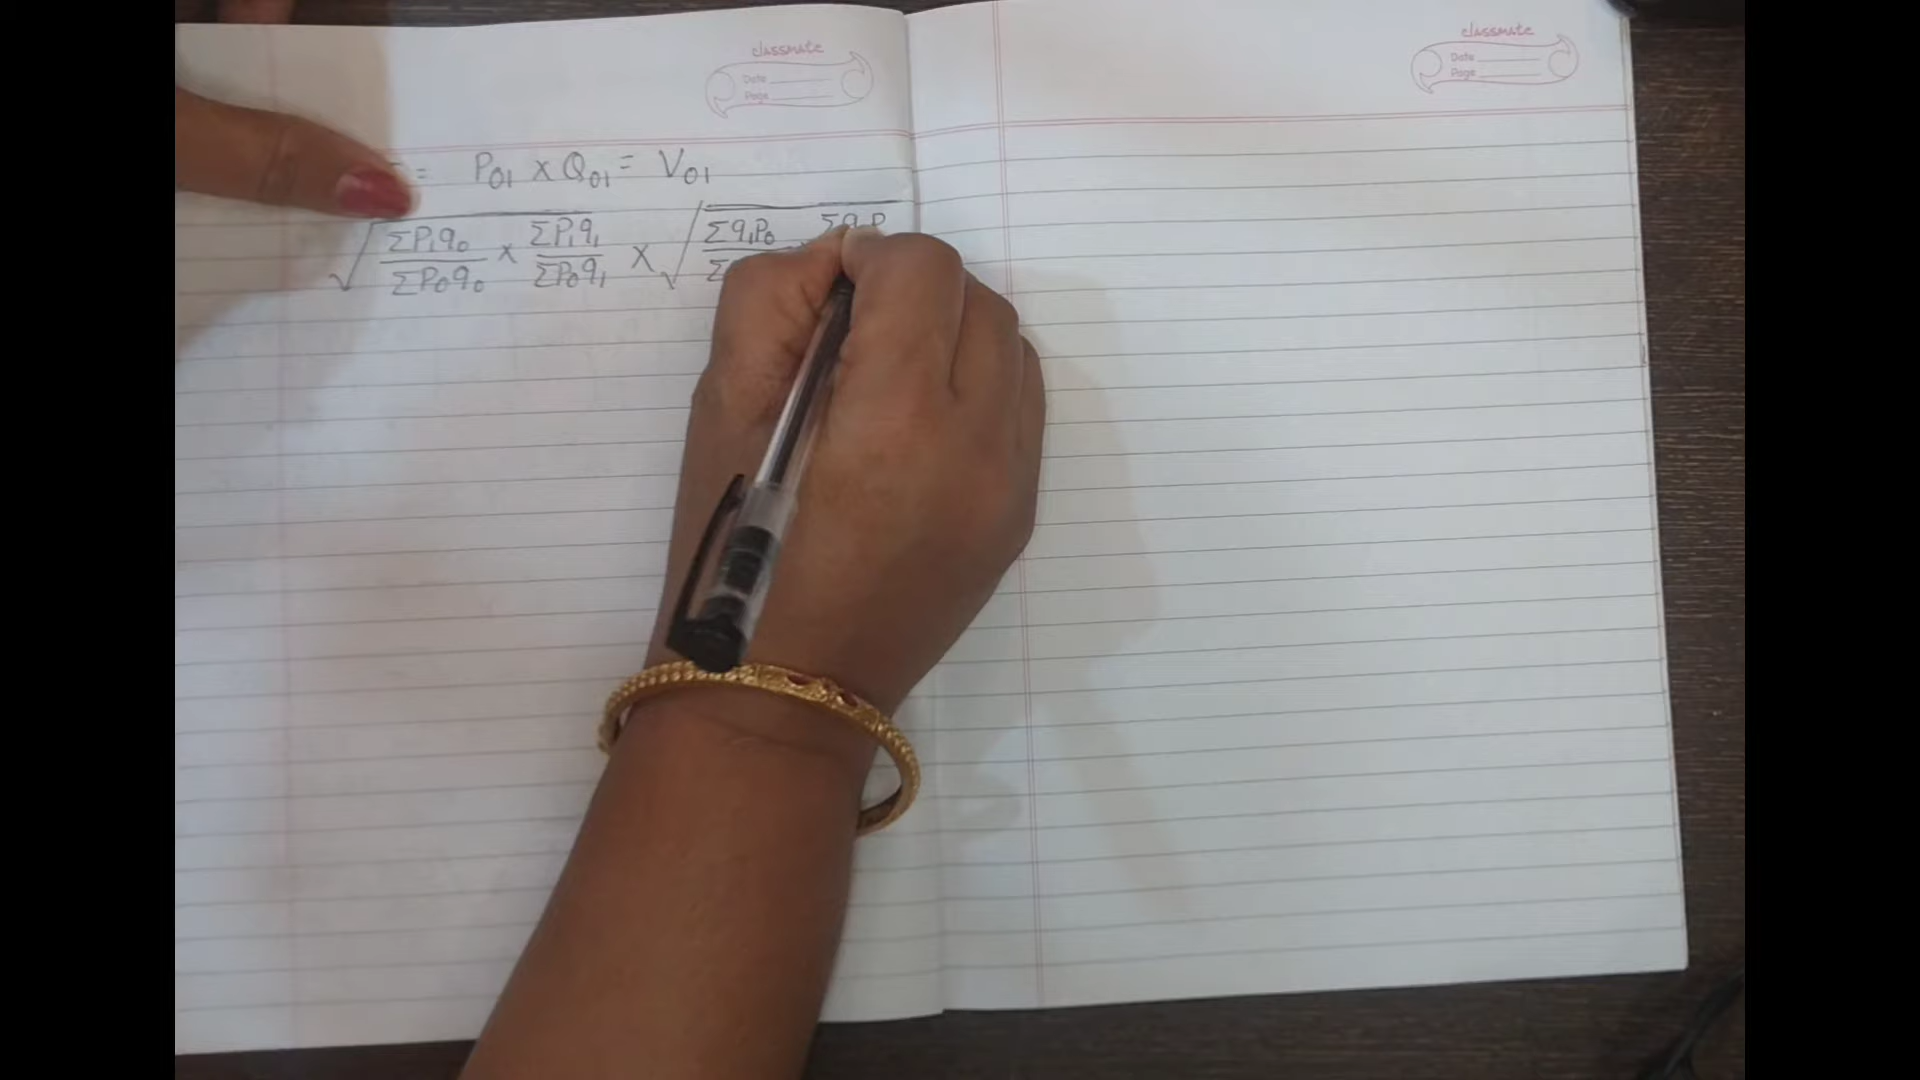 classmate
Date
Page
classmate
Date
Page
= P₀₁ x Q₀₁ = V₀₁
√ ΣP₁q₀/ΣP₀q₀ x ΣP₁q₁/ΣP₀q₁ x √ Σq₁P₀/Σ